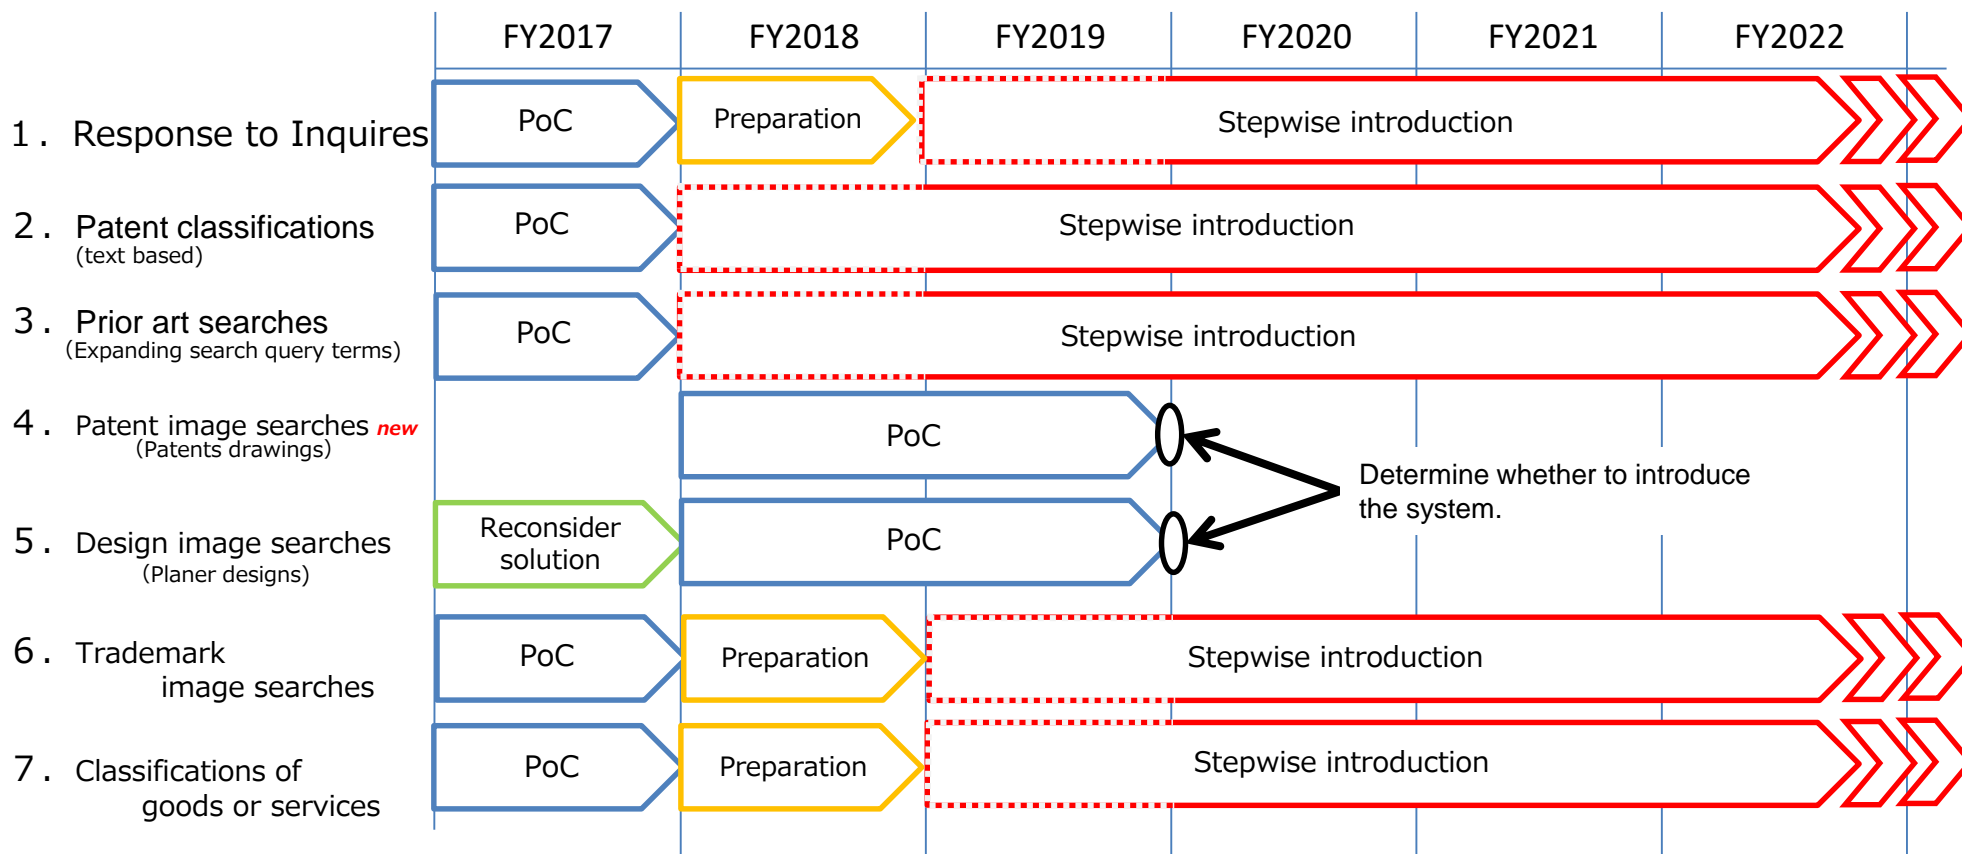 FY2017 FY2018 FY2019 FY2020 FY2021 FY2022
1. Response to Inquires PoC Preparation Stepwise introduction
2. Patent classifications PoC Stepwise introduction
(text based)
3. Prior art searches PoC Stepwise introduction
(Expanding search query terms)
4. Patent image searches new PoC
(Patents drawings)
Determine whether to introduce
the system.
5. Design image searches Reconsider PoC
solution
(Planer designs)
6. Trademark PoC Preparation Stepwise introduction
image searches
7. Classifications of PoC Preparation Stepwise introduction
goods or services